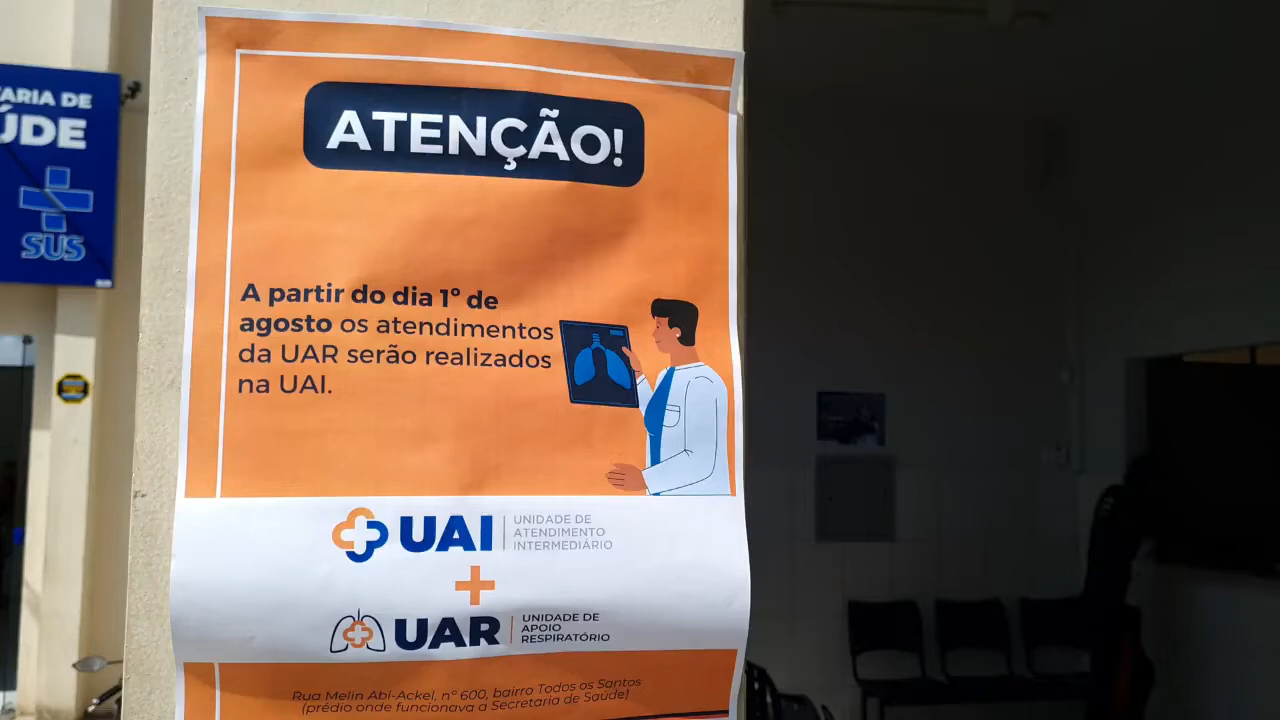 ARIA DE
ÚDE
SUS
ATENÇÃO!
A partir do dia 1º de
agosto os atendimentos
da UAR serão realizados
na UAI.
UAI
UNIDADE DE
ATENDIMENTO
INTERMEDIÁRIO
+
UAR
UNIDADE DE
APOIO
RESPIRATÓRIO
Rua Melin Abi-Ackel, nº 600, bairro Todos os Santos
(prédio onde funcionava a Secretaria de Saúde)